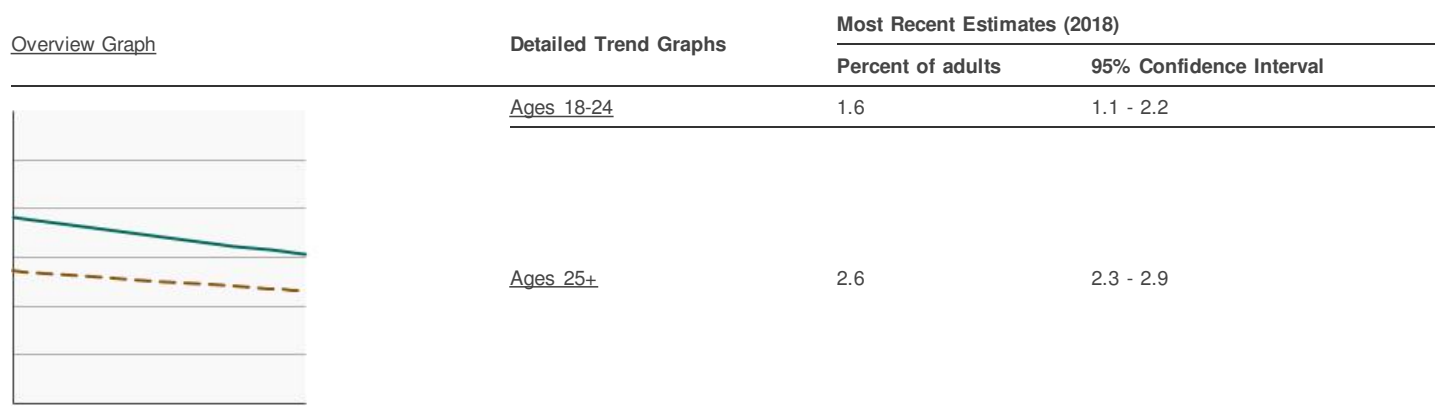 Overview Graph
Detailed Trend Graphs
Most Recent Estimates (2018)
Percent of adults
95% Confidence Interval
Ages 18-24 1.6 1.1 - 2.2
Ages 25+ 2.6 2.3 - 2.9